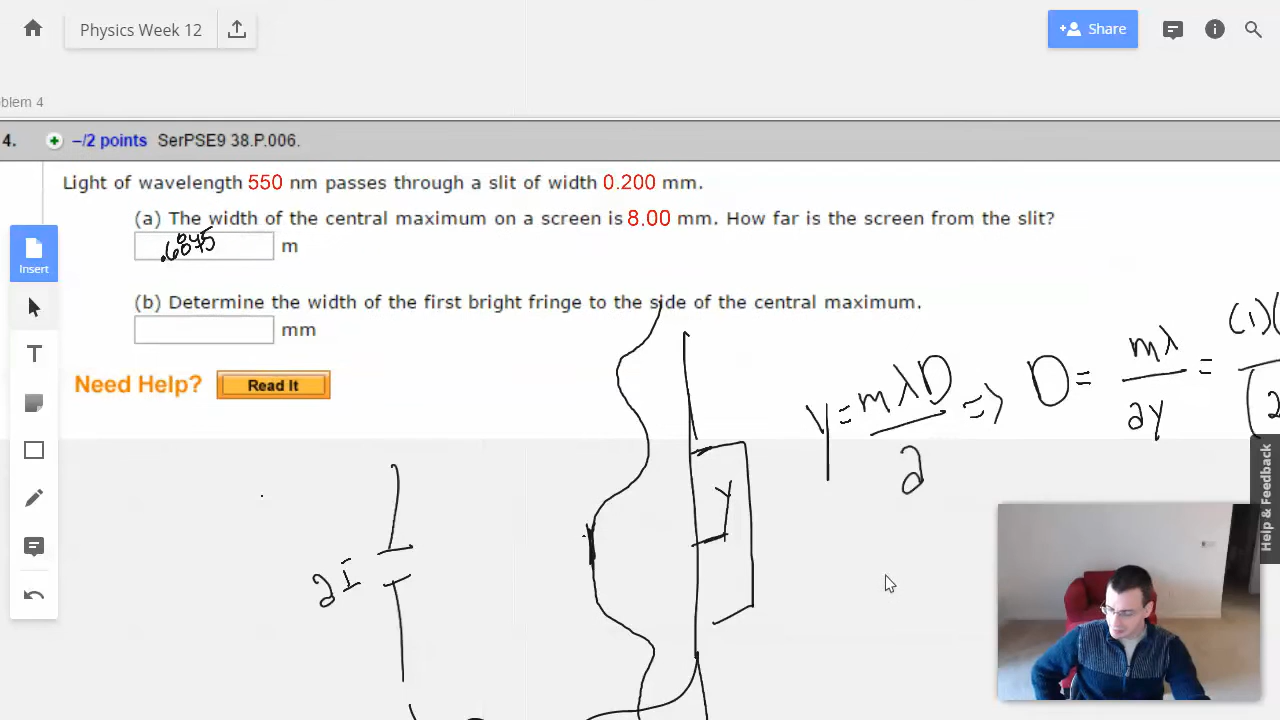 Physics Week 12
Share
oblem 4
4. –/2 points SerPSE9 38.P.006.
Light of wavelength 550 nm passes through a slit of width 0.200 mm.
(a) The width of the central maximum on a screen is 8.00 mm. How far is the screen from the slit?
m
Insert
(b) Determine the width of the first bright fringe to the side of the central maximum.
mm
T
Need Help? Read It
Y = mλD / a => D = mλ / ay = (1)(
Y
Help & Feedback